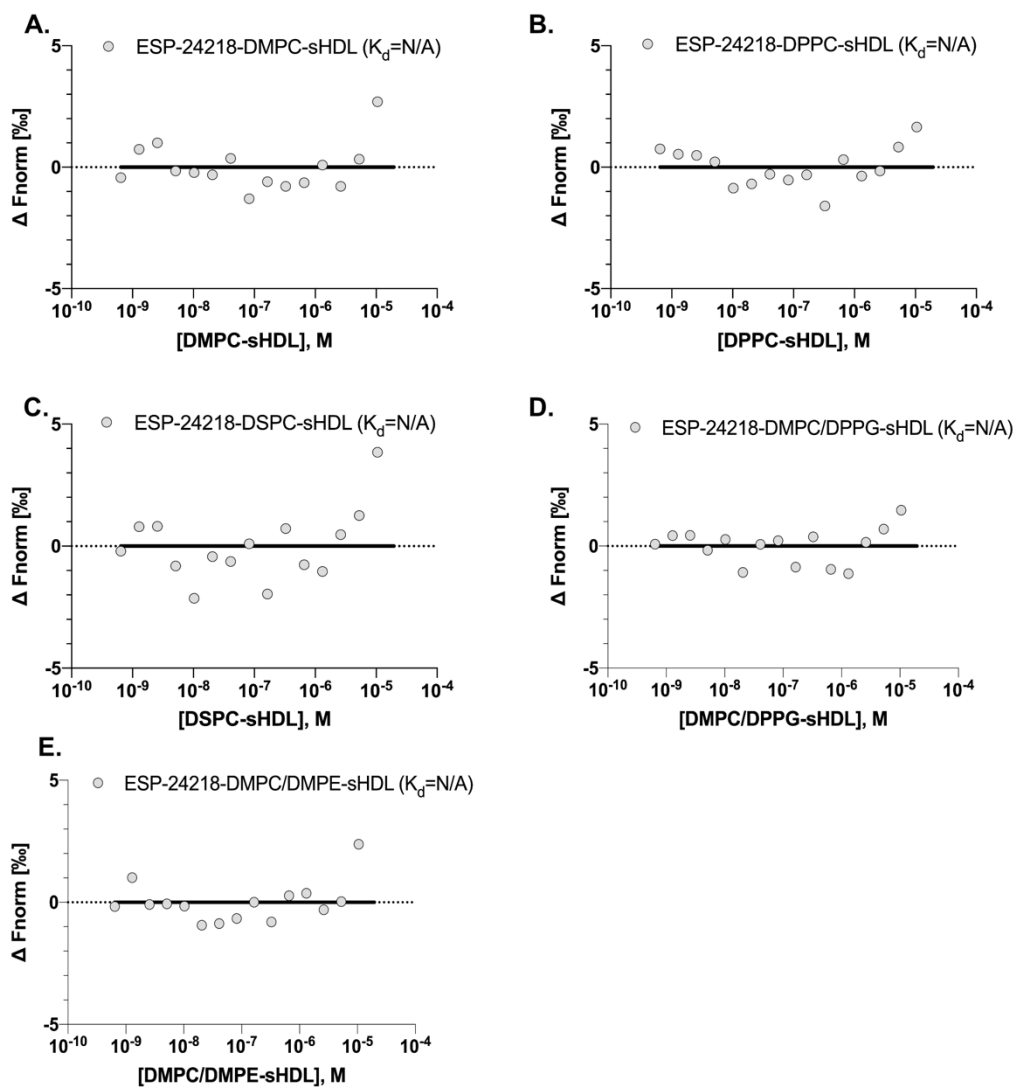 A.
ESP-24218-DMPC-sHDL (Kd=N/A)
5
0
-5
Δ Fnorm [‰]
10-10 10-9 10-8 10-7 10-6 10-5 10-4
[DMPC-sHDL], M
B.
ESP-24218-DPPC-sHDL (Kd=N/A)
5
0
-5
Δ Fnorm [‰]
10-10 10-9 10-8 10-7 10-6 10-5 10-4
[DPPC-sHDL], M
C.
ESP-24218-DSPC-sHDL (Kd=N/A)
5
0
-5
Δ Fnorm [‰]
10-10 10-9 10-8 10-7 10-6 10-5 10-4
[DSPC-sHDL], M
D.
ESP-24218-DMPC/DPPG-sHDL (Kd=N/A)
5
0
-5
Δ Fnorm [‰]
10-10 10-9 10-8 10-7 10-6 10-5 10-4
[DMPC/DPPG-sHDL], M
E.
ESP-24218-DMPC/DMPE-sHDL (Kd=N/A)
5
0
-5
Δ Fnorm [‰]
10-10 10-9 10-8 10-7 10-6 10-5 10-4
[DMPC/DMPE-sHDL], M